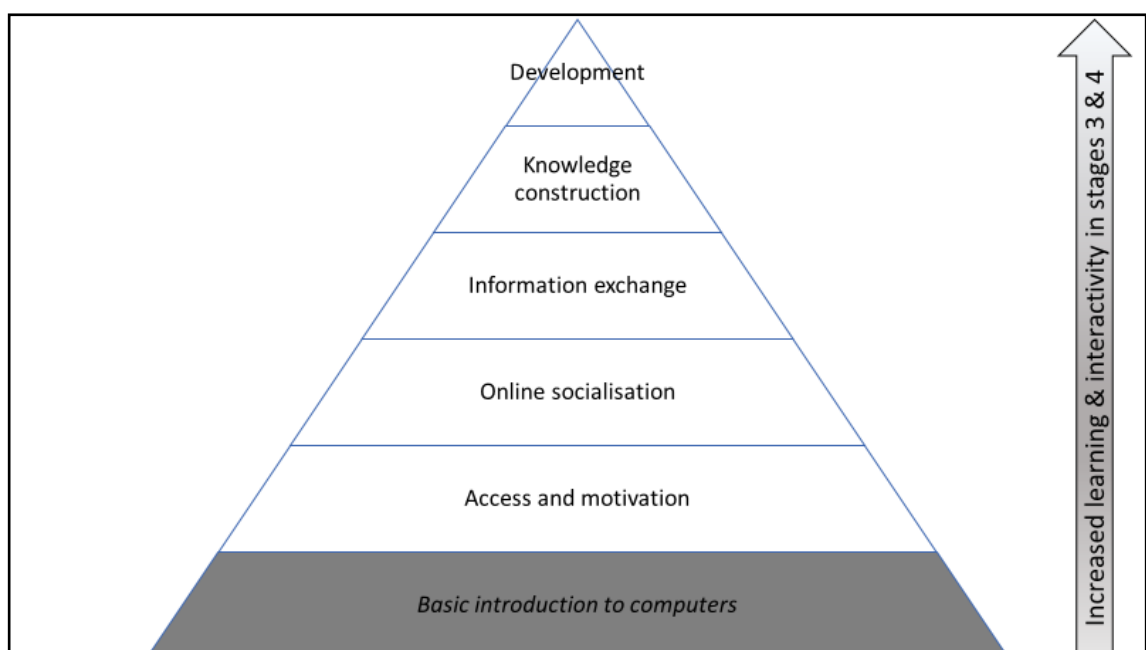 Development
Knowledge
construction
Information exchange
Online socialisation
Access and motivation
Basic introduction to computers
Increased learning & interactivity in stages 3 & 4